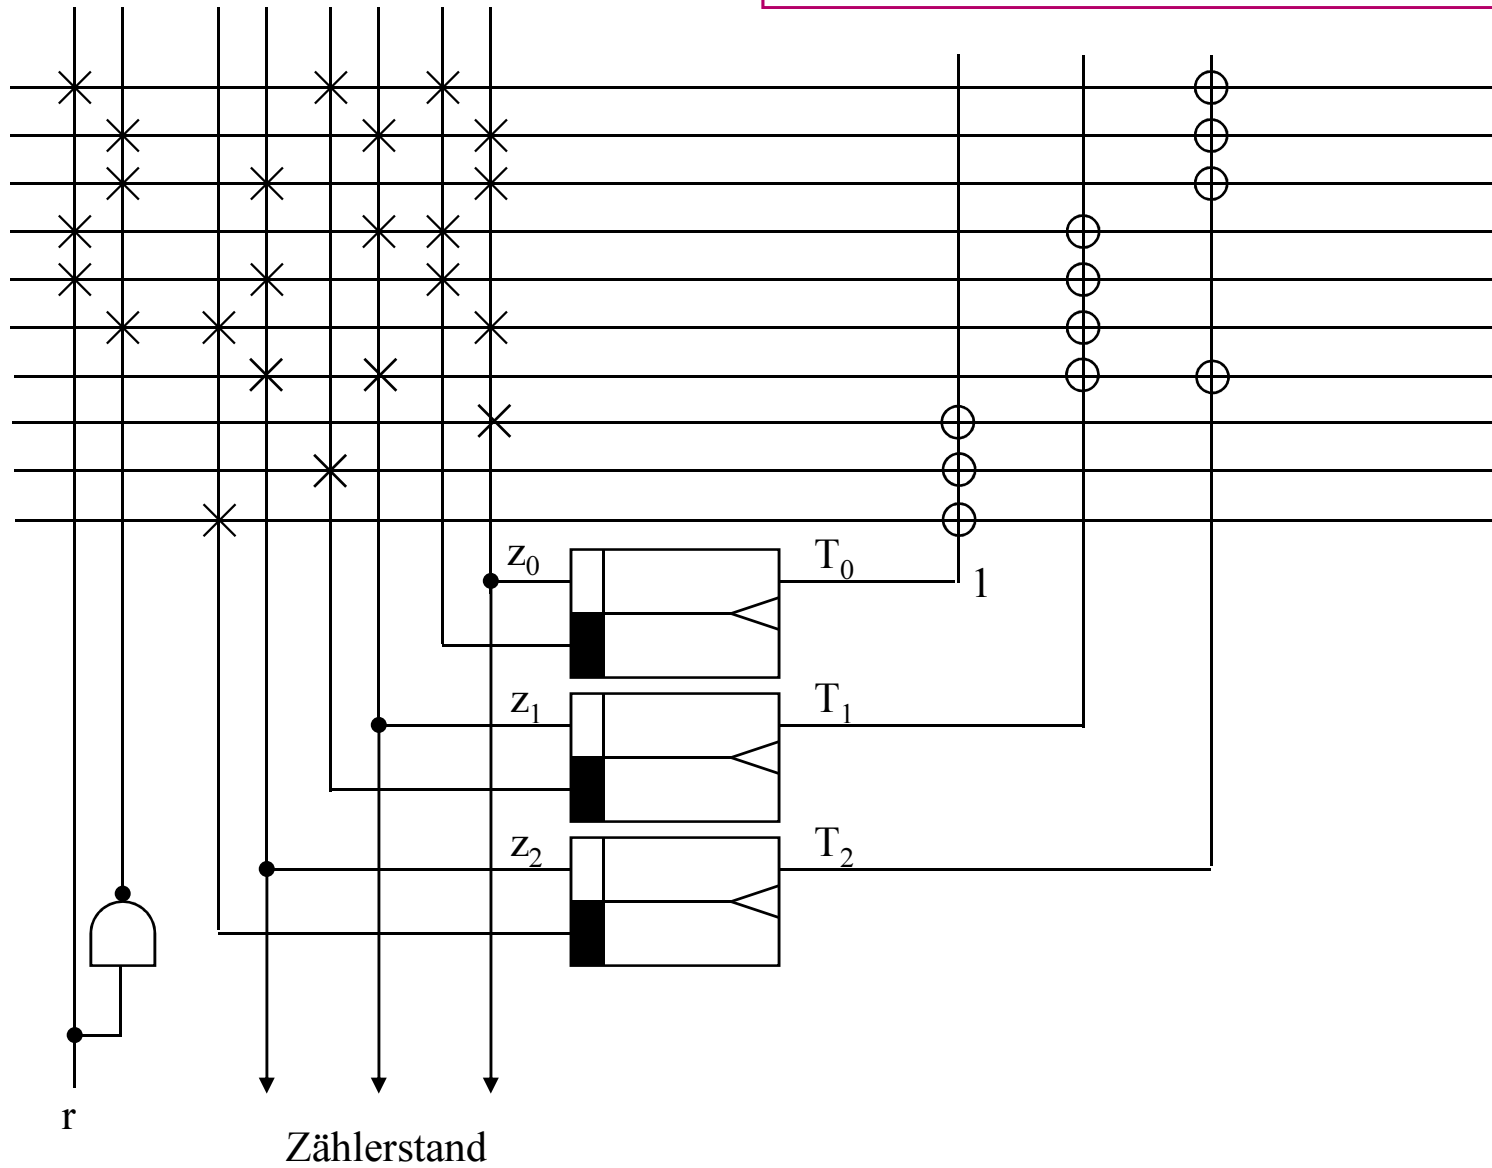 z₀ T₀
1
z₁ T₁
z₂ T₂
r
Zählerstand